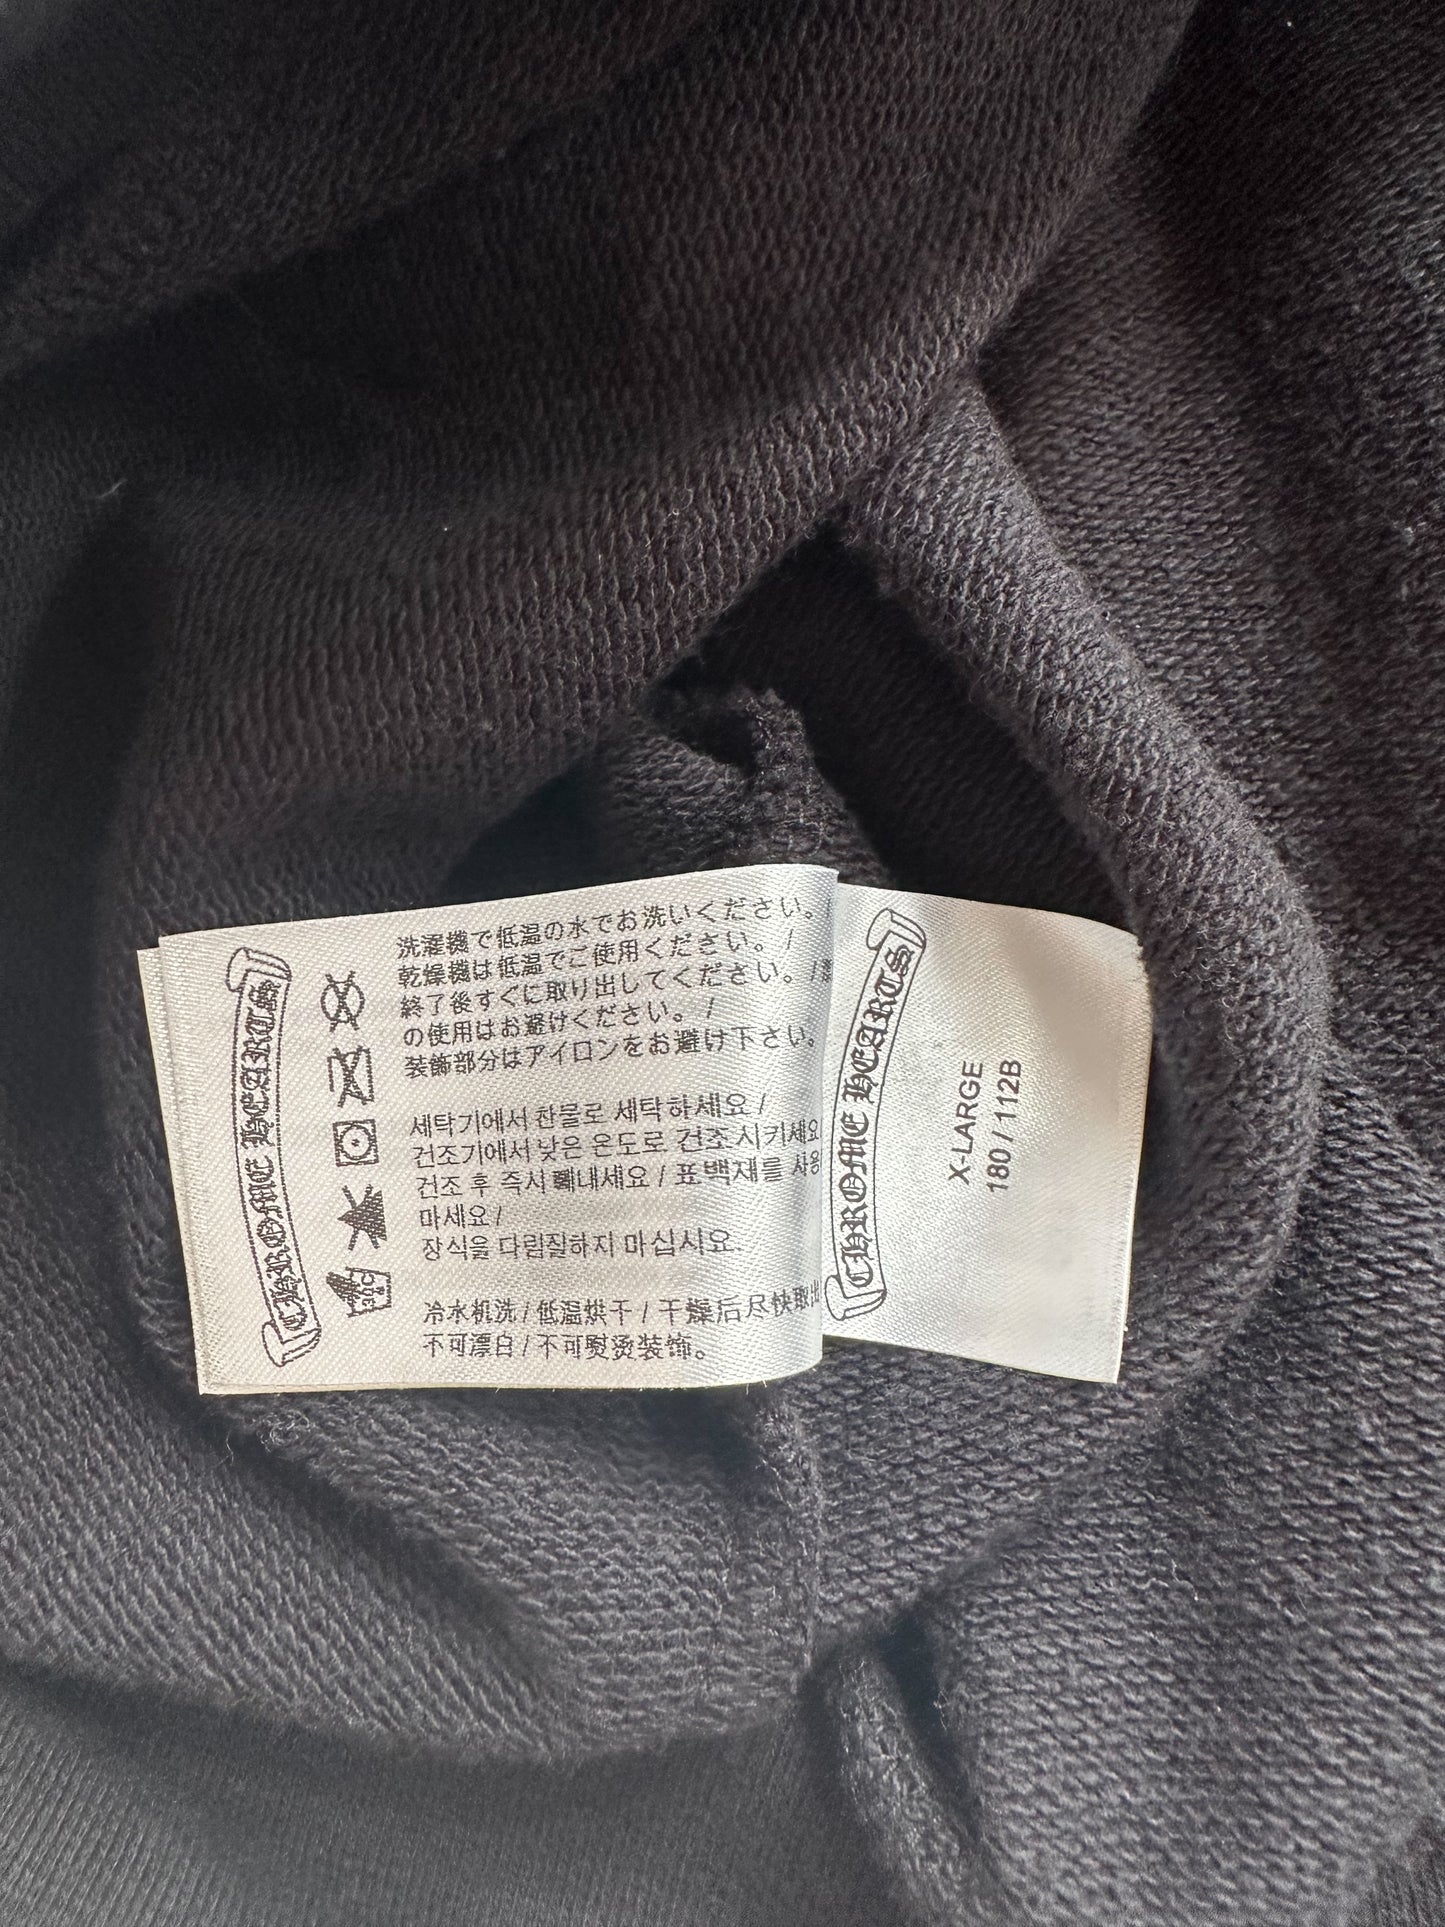 CHROME HEARTS
洗濯機で低温の水でお洗いください。
乾燥機は低温でご使用ください。 /
終了後すぐに取り出してください。 /
の使用はお避けください。 /
装飾部分はアイロンをお避け下さい。
세탁기에서 찬물로 세탁하세요 /
건조기에서 낮은 온도로 건조시키세요
건조 후 즉시 빼내세요 / 표백제를 사용
마세요 /
장식을 다림질하지 마십시요.
冷水机洗 / 低温烘干 / 干燥后尽快取出
不可漂白 / 不可熨烫装饰。
CHROME HEARTS
X-LARGE
180 / 112B